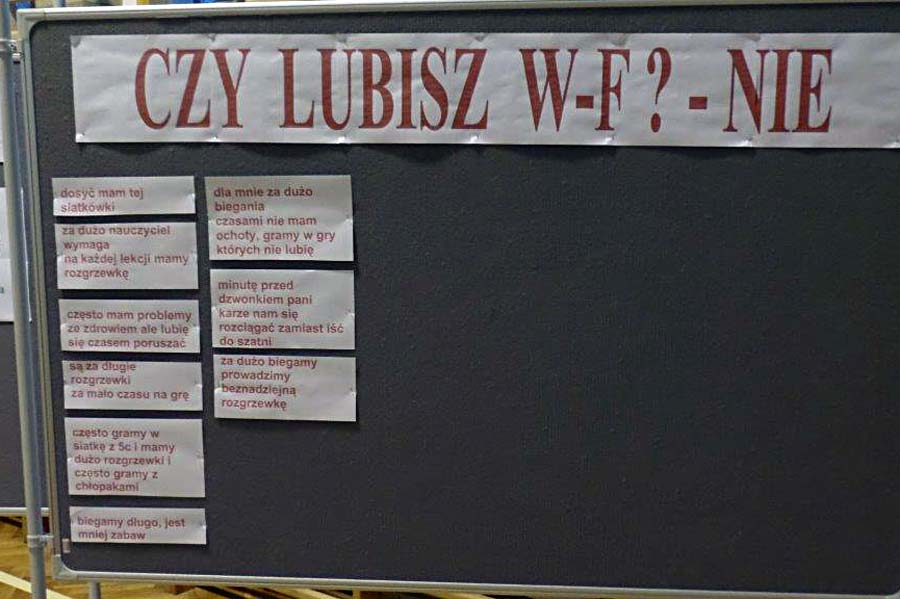 CZY LUBISZ W-F ? - NIE
dosyć mam tej
siatkówki
za dużo nauczyciel
wymaga
na każdej lekcji mamy
rozgrzewkę
często mam problemy
ze zdrowiem ale lubię
się czasem poruszać
są za długie
rozgrzewki
za mało czasu na grę
często gramy w
siatkę z 5c i mamy
dużo rozgrzewki i
często gramy z
chłopakami
biegamy długo, jest
mniej zabaw
dla mnie za dużo
biegania
czasami nie mam
ochoty, gramy w gry
których nie lubię
minutę przed
dzwonkiem pani
karze nam się
rozciągać zamiast iść
do szatni
za dużo biegamy
prowadzimy
beznadziejną
rozgrzewkę